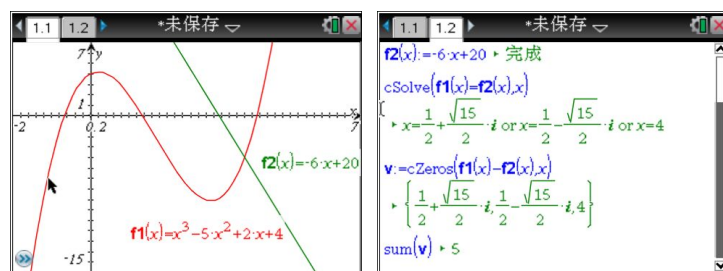 1.1 1.2 *未保存
7 y
1
x
-2 0.2 7
f2(x)=-6·x+20
f1(x)=x³-5·x²+2·x+4
-15
1.1 1.2 *未保存
f2(x):=-6·x+20 ▸ 完成
cSolve(f1(x)=f2(x),x)
▸ x=1/2+√15/2·i or x=1/2-√15/2·i or x=4
v:=cZeros(f1(x)-f2(x),x)
▸ {1/2+√15/2·i,1/2-√15/2·i,4}
sum(v) ▸ 5